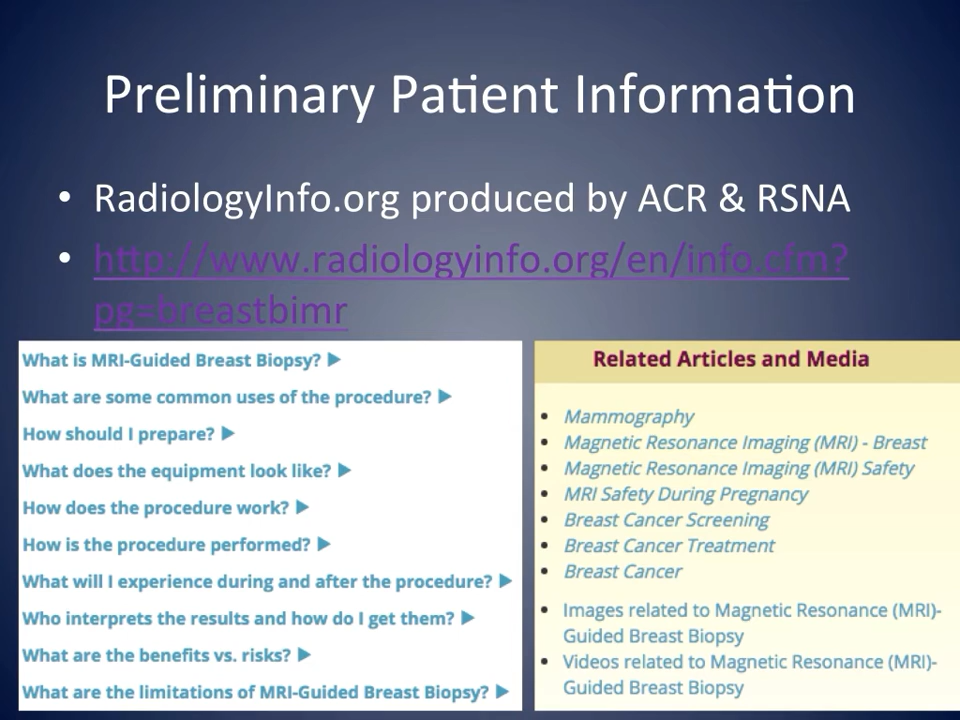 Preliminary Patient Information
• RadiologyInfo.org produced by ACR & RSNA
• http://www.radiologyinfo.org/en/info.cfm?
pg=breastbimr
What is MRI-Guided Breast Biopsy? ▶
What are some common uses of the procedure? ▶
How should I prepare? ▶
What does the equipment look like? ▶
How does the procedure work? ▶
How is the procedure performed? ▶
What will I experience during and after the procedure? ▶
Who interprets the results and how do I get them? ▶
What are the benefits vs. risks? ▶
What are the limitations of MRI-Guided Breast Biopsy? ▶
Related Articles and Media
• Mammography
• Magnetic Resonance Imaging (MRI) - Breast
• Magnetic Resonance Imaging (MRI) Safety
• MRI Safety During Pregnancy
• Breast Cancer Screening
• Breast Cancer Treatment
• Breast Cancer
• Images related to Magnetic Resonance (MRI)-
Guided Breast Biopsy
• Videos related to Magnetic Resonance (MRI)-
Guided Breast Biopsy